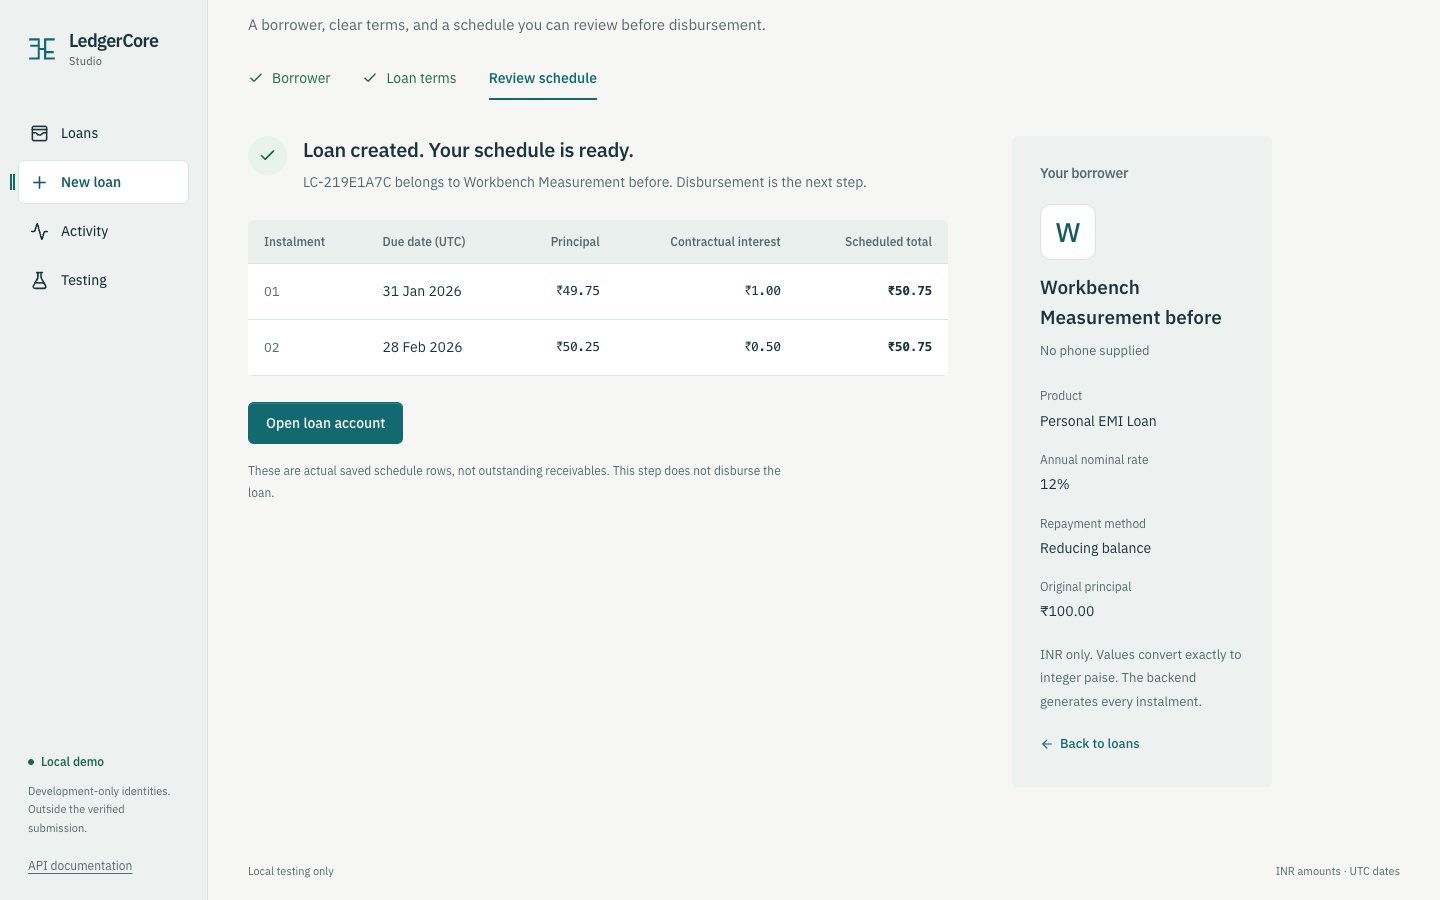 LedgerCore
Studio
Loans
New loan
Activity
Testing
Local demo
Development-only identities.
Outside the verified
submission.
API documentation
A borrower, clear terms, and a schedule you can review before disbursement.
Borrower
Loan terms
Review schedule
Loan created. Your schedule is ready.
LC-219E1A7C belongs to Workbench Measurement before. Disbursement is the next step.
Instalment Due date (UTC) Principal Contractual interest Scheduled total
01 31 Jan 2026 ₹49.75 ₹1.00 ₹50.75
02 28 Feb 2026 ₹50.25 ₹0.50 ₹50.75
Open loan account
These are actual saved schedule rows, not outstanding receivables. This step does not disburse the
loan.
Your borrower
W
Workbench
Measurement before
No phone supplied
Product
Personal EMI Loan
Annual nominal rate
12%
Repayment method
Reducing balance
Original principal
₹100.00
INR only. Values convert exactly to
integer paise. The backend
generates every instalment.
Back to loans
Local testing only
INR amounts · UTC dates